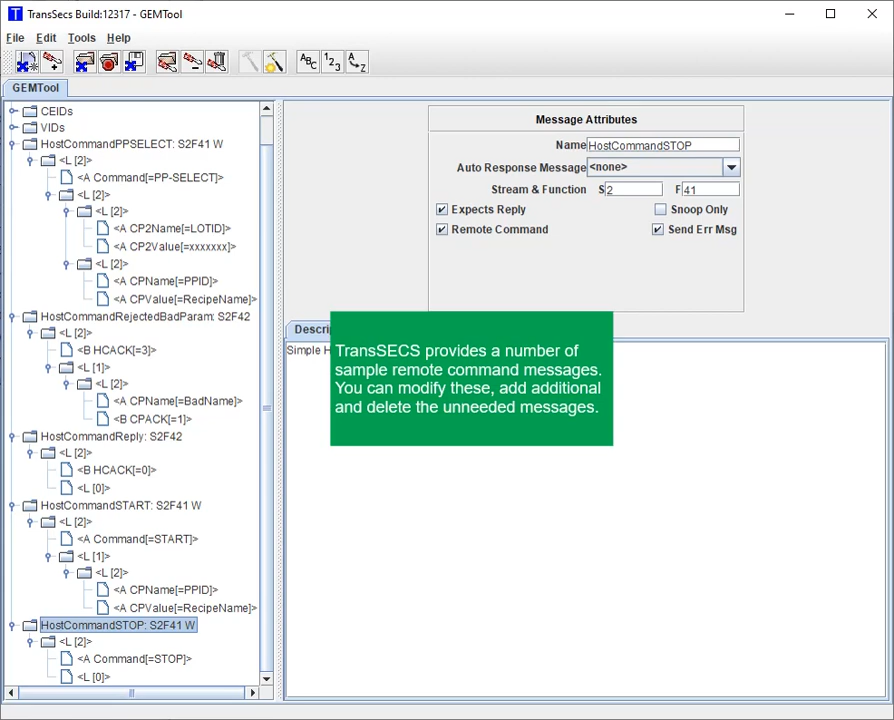 TransSecs Build:12317 - GEMTool
File Edit Tools Help
ABC 123 AZ
GEMTool
CEIDs
VIDs
HostCommandPPSELECT: S2F41 W
<L [2]>
<A Command[=PP-SELECT]>
<L [2]>
<L [2]>
<A CP2Name[=LOTID]>
<A CP2Value[=xxxxxxx]>
<L [2]>
<A CPName[=PPID]>
<A CPValue[=RecipeName]>
HostCommandRejectedBadParam: S2F42
<L [2]>
<B HCACK[=3]>
<L [1]>
<L [2]>
<A CPName[=BadName]>
<B CPACK[=1]>
HostCommandReply: S2F42
<L [2]>
<B HCACK[=0]>
<L [0]>
HostCommandSTART: S2F41 W
<L [2]>
<A Command[=START]>
<L [1]>
<L [2]>
<A CPName[=PPID]>
<A CPValue[=RecipeName]>
HostCommandSTOP: S2F41 W
<L [2]>
<A Command[=STOP]>
<L [0]>
Message Attributes
Name HostCommandSTOP
Auto Response Message <none>
Stream & Function S 2 F 41
Expects Reply Snoop Only
Remote Command Send Err Msg
Descri
Simple H
TransSECS provides a number of
sample remote command messages.
You can modify these, add additional
and delete the unneeded messages.